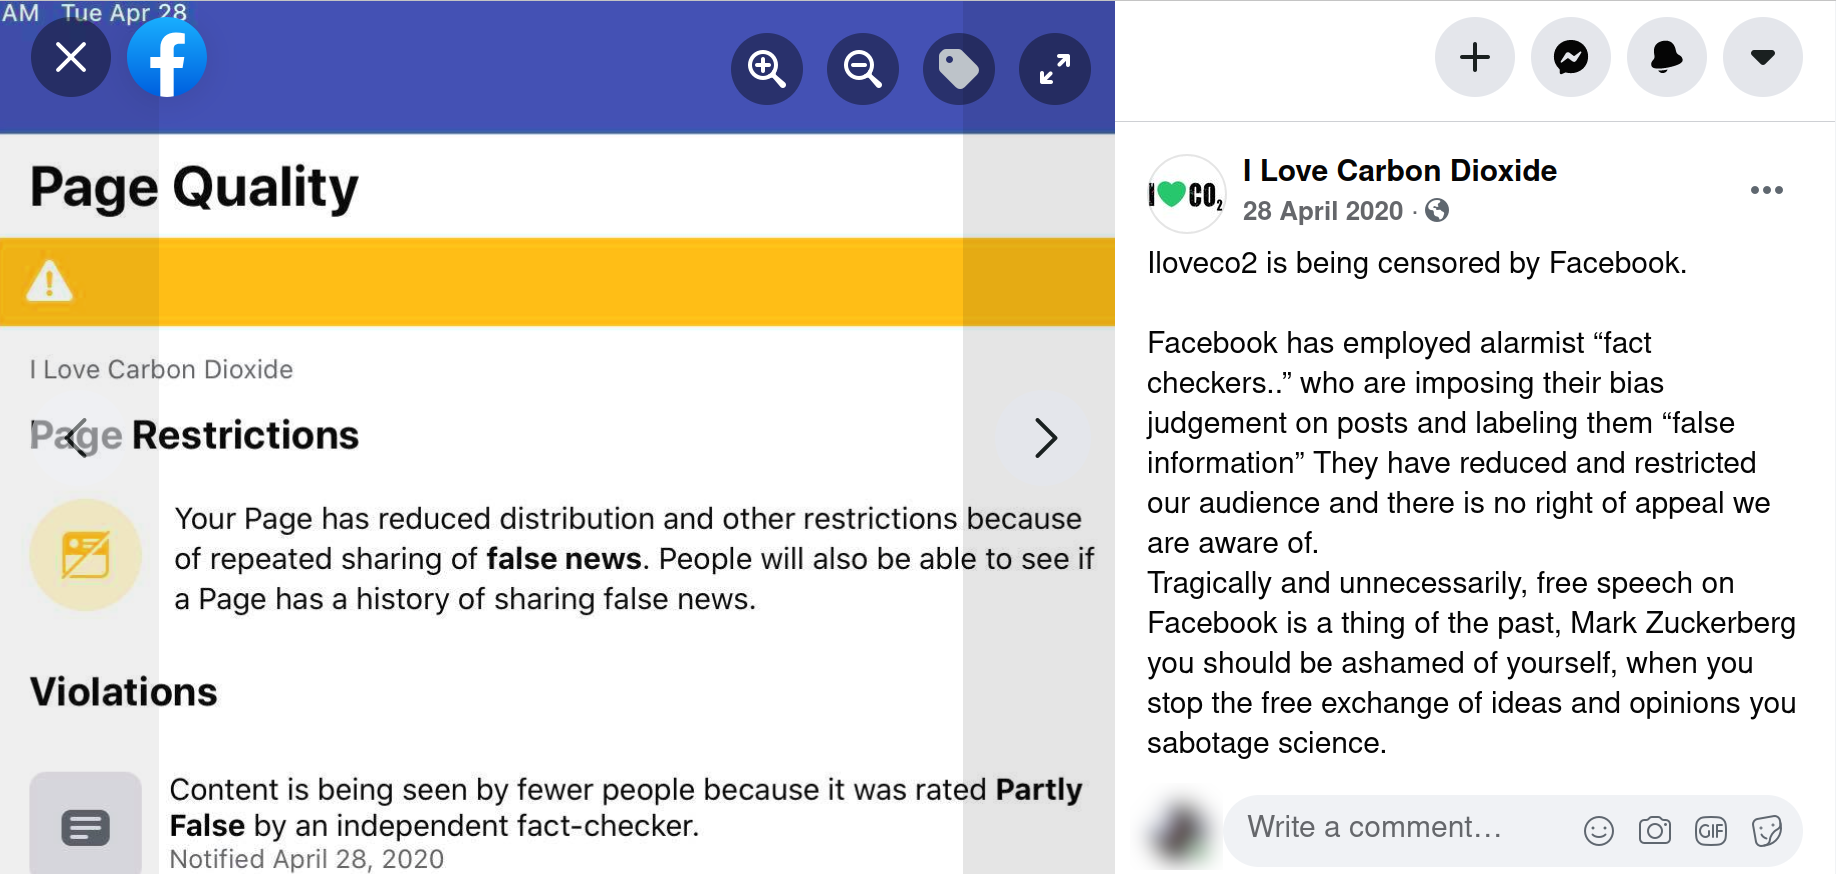 AM Tue Apr 28
Page Quality
I Love Carbon Dioxide
Page Restrictions
Your Page has reduced distribution and other restrictions because
of repeated sharing of false news. People will also be able to see if
a Page has a history of sharing false news.
Violations
Content is being seen by fewer people because it was rated Partly
False by an independent fact-checker.
Notified April 28, 2020
I CO2
I Love Carbon Dioxide
28 April 2020 ·
Iloveco2 is being censored by Facebook.
Facebook has employed alarmist “fact
checkers..” who are imposing their bias
judgement on posts and labeling them “false
information” They have reduced and restricted
our audience and there is no right of appeal we
are aware of.
Tragically and unnecessarily, free speech on
Facebook is a thing of the past, Mark Zuckerberg
you should be ashamed of yourself, when you
stop the free exchange of ideas and opinions you
sabotage science.
Write a comment...
GIF